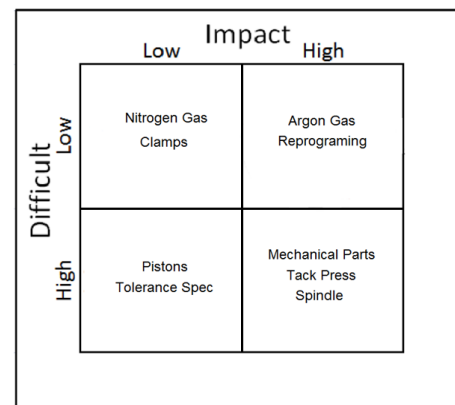 Impact
Low High
Difficult
Low
Nitrogen Gas
Clamps
Argon Gas
Reprograming
High
Pistons
Tolerance Spec
Mechanical Parts
Tack Press
Spindle